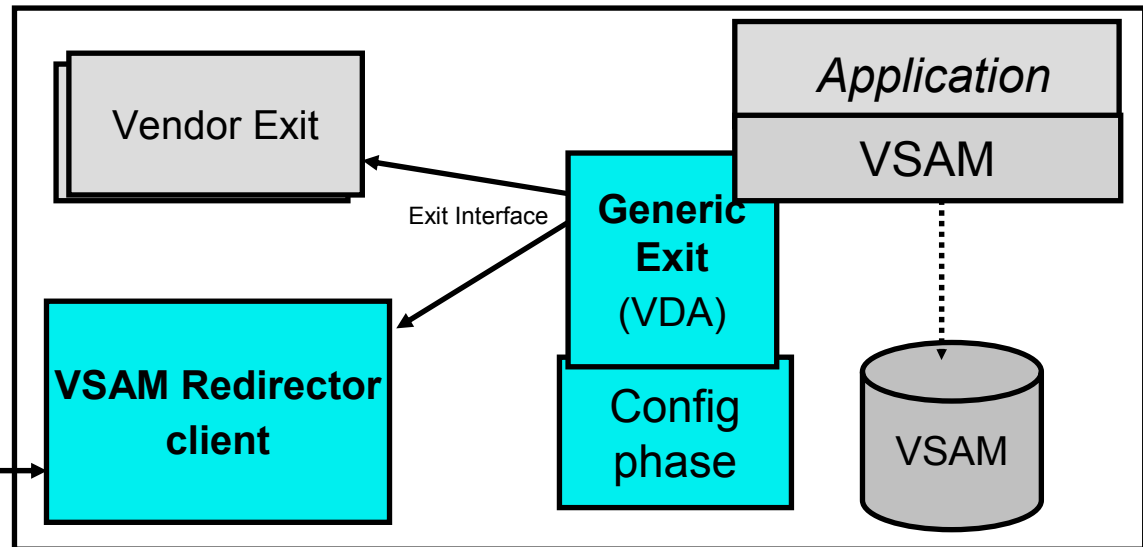 Application
VSAM
Vendor Exit
Exit Interface
Generic
Exit
(VDA)
VSAM Redirector
client
Config
phase
VSAM